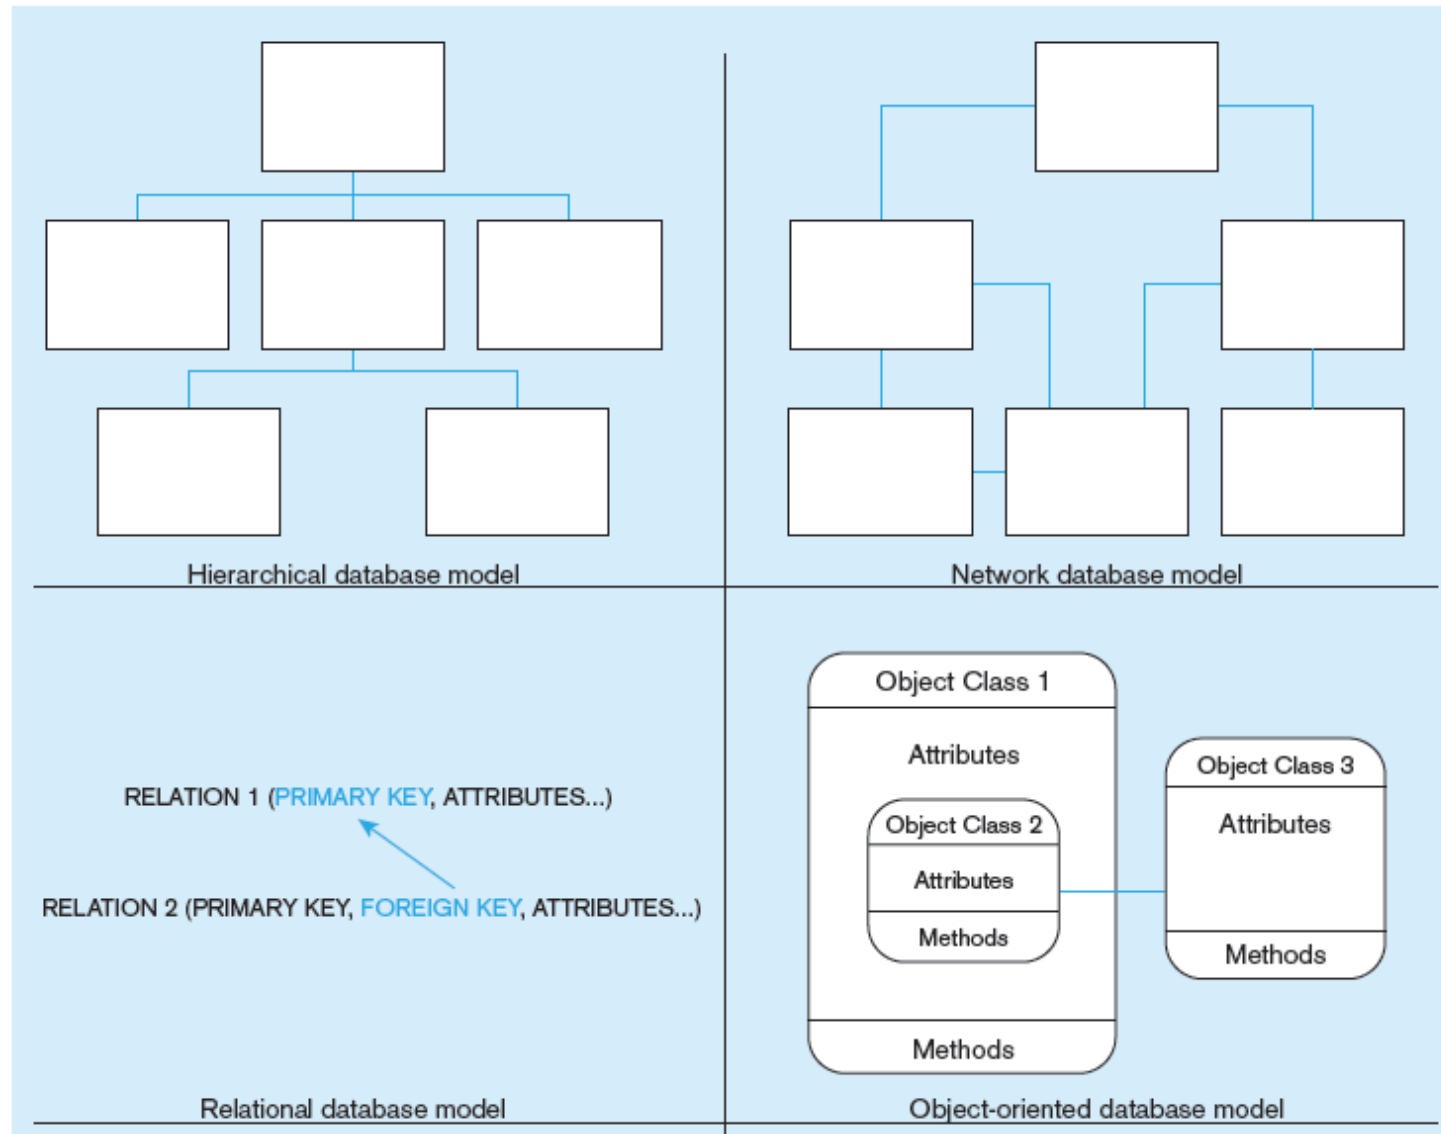 Hierarchical database model
Network database model
RELATION 1 (PRIMARY KEY, ATTRIBUTES...)
RELATION 2 (PRIMARY KEY, FOREIGN KEY, ATTRIBUTES...)
Relational database model
Object Class 1
Attributes
Object Class 2
Attributes
Methods
Methods
Object Class 3
Attributes
Methods
Object-oriented database model